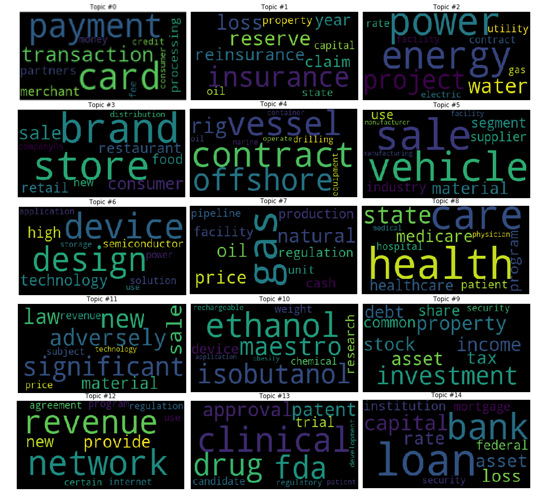 Topic #0
payment
processing
money
credit
transaction
partners
card
consumer
merchant
fee
Topic #1
loss property year
reserve
capital
reinsurance
claim
insurance
oil
state
Topic #2
rate
power
utility
facility
contract
energy
project
gas
water
electric
Topic #3
distribution
sale brand
restaurant
store
food
retail
new
consumer
Topic #4
container
rig vessel
oil
operate drilling
marine
contract
offshore
equipment
Topic #5
use
facility
manufacturer
sale
segment
supplier
manufacturing
vehicle
industry
material
Topic #6
application
device
high
semiconductor
storage
power
design
technology
solution
use
Topic #7
pipeline
production
facility
natural
gas
oil
regulation
unit
price
cash
Topic #8
state care
medical
medicare
physician
hospital
program
health
patient
healthcare
Topic #11
law revenue new
sale
adversely
subject
technology
significant
price
material
Topic #10
rechargeable
weight
ethanol
research
maestro
device
chemical
application
obesity
isobutanol
Topic #9
debt share security
common property
stock
income
asset
tax
investment
Topic #12
agreement program regulation
revenue
use
new
provide
network
certain internet
Topic #13
approval patent
trial
clinical
development
drug fda
candidate
regulatory patient
Topic #14
institution mortgage
capital
bank
rate
federal
loan
asset
loss
security